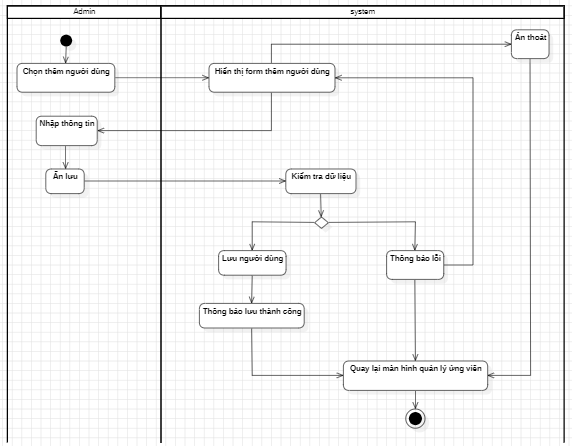 Admin
system
Ấn thoát
Chọn thêm người dùng
Hiển thị form thêm người dùng
Nhập thông tin
Ấn lưu
Kiểm tra dữ liệu
Lưu người dùng
Thông báo lỗi
Thông báo lưu thành công
Quay lại màn hình quản lý ứng viên